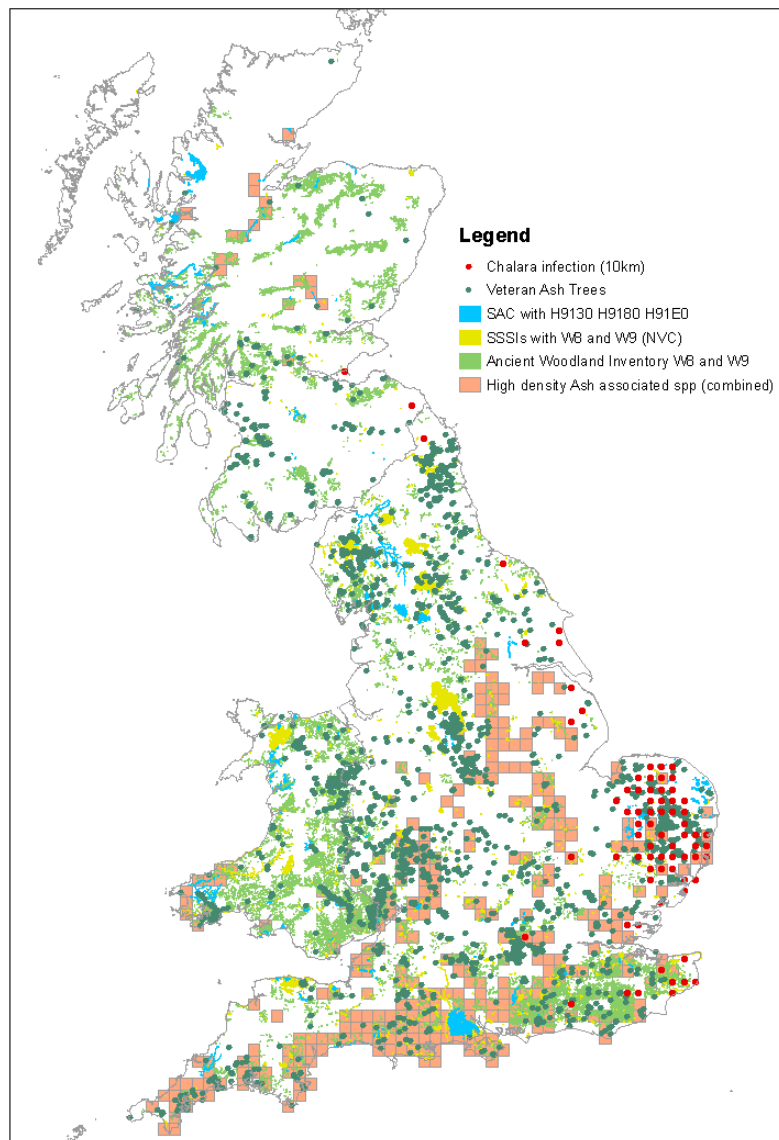 Legend
Chalara infection (10km)
Veteran Ash Trees
SAC with H9130 H9180 H91E0
SSSIs with W8 and W9 (NVC)
Ancient Woodland Inventory W8 and W9
High density Ash associated spp (combined)